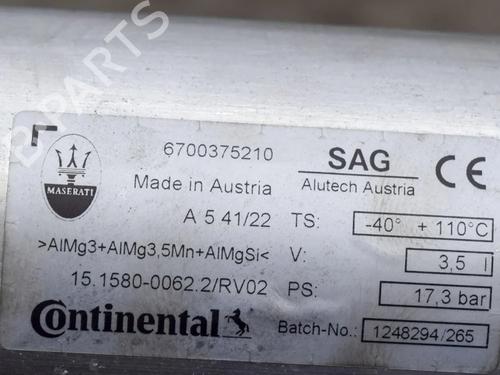 B-PARTS
6700375210
SAG
CE
MASERATI
Made in Austria
Alutech Austria
A 5 41/22
TS: -40° + 110°C
>AlMg3+AlMg3,5Mn+AlMgSi<
V: 3,5 l
15.1580-0062.2/RV02
PS: 17,3 bar
Continental
Batch-No.: 1248294/265